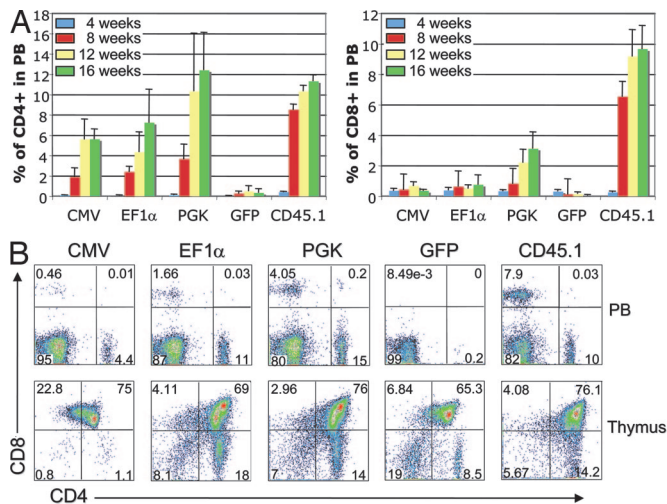 A
18
16
14
12
10
8
6
4
2
0
% of CD4+ in PB
4 weeks
8 weeks
12 weeks
16 weeks
CMV EF1α PGK GFP CD45.1
12
10
8
6
4
2
0
% of CD8+ in PB
4 weeks
8 weeks
12 weeks
16 weeks
CMV EF1α PGK GFP CD45.1
B
CMV EF1α PGK GFP CD45.1
0.46 0.01 1.66 0.03 4.05 0.2 8.49e-3 0 7.9 0.03
PB
95 4.4 87 11 80 15 99 0.2 82 10
22.8 75 4.11 69 2.96 76 6.84 65.3 4.08 76.1
Thymus
0.8 1.1 8.1 18 7 14 19 8.5 5.67 14.2
CD8
CD4